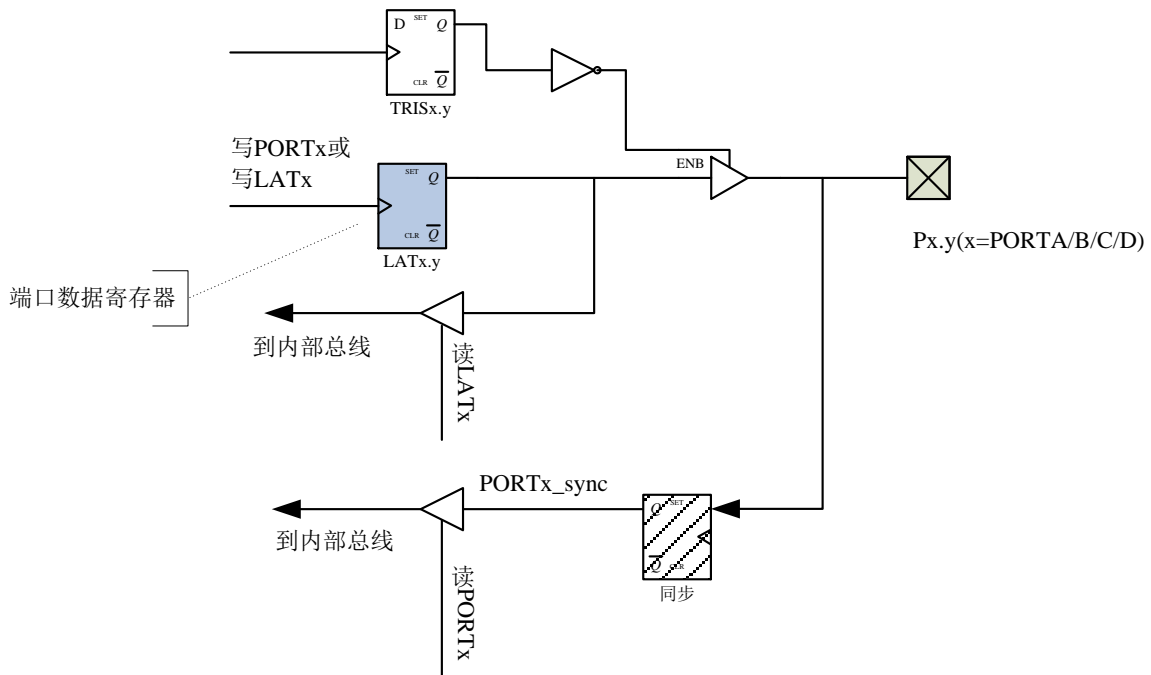 D
SET
Q
CLR
Q
TRISx.y
写PORTx或
写LATx
SET
Q
CLR
Q
LATx.y
ENB
Px.y(x=PORTA/B/C/D)
端口数据寄存器
到内部总线
读LATx
PORTx_sync
Q
SET
Q
CLR
同步
到内部总线
读PORTx